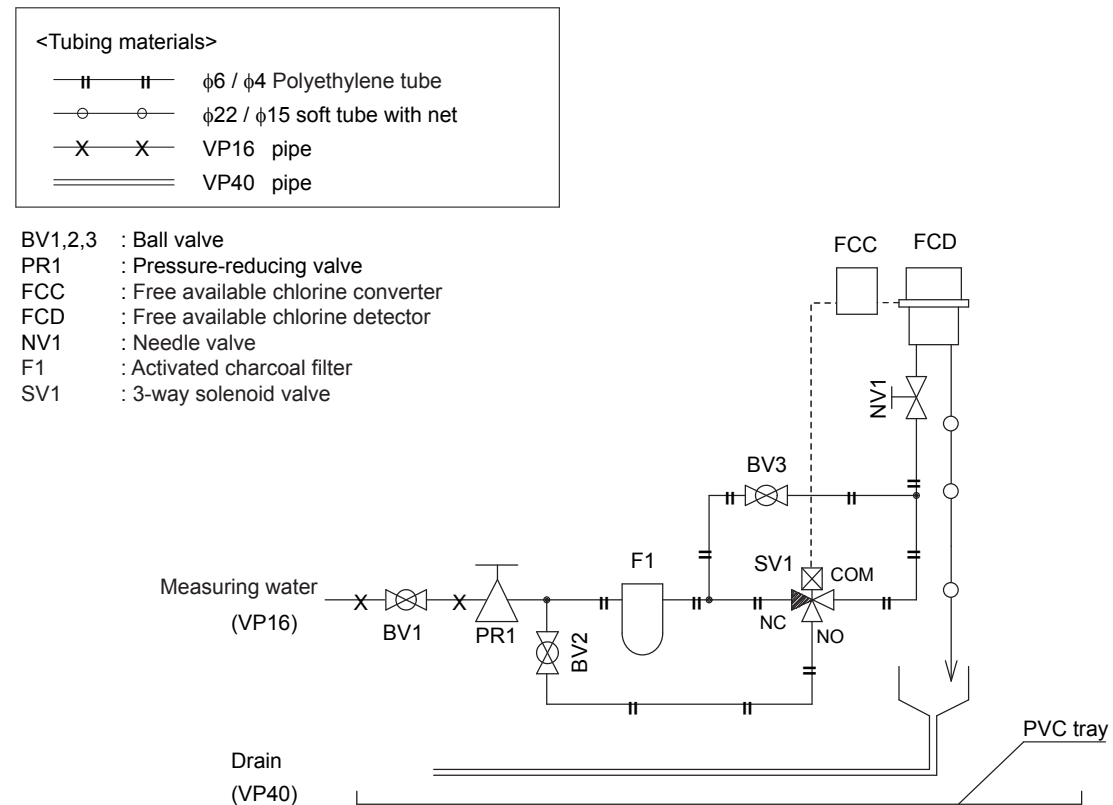 <Tubing materials>
ϕ6 / ϕ4 Polyethylene tube
ϕ22 / ϕ15 soft tube with net
VP16 pipe
VP40 pipe
BV1,2,3 : Ball valve
PR1 : Pressure-reducing valve
FCC : Free available chlorine converter
FCD : Free available chlorine detector
NV1 : Needle valve
F1 : Activated charcoal filter
SV1 : 3-way solenoid valve
FCC FCD
NV1
BV3
F1 SV1 COM
Measuring water
(VP16)
BV1 PR1 BV2 NC NO
PVC tray
Drain
(VP40)